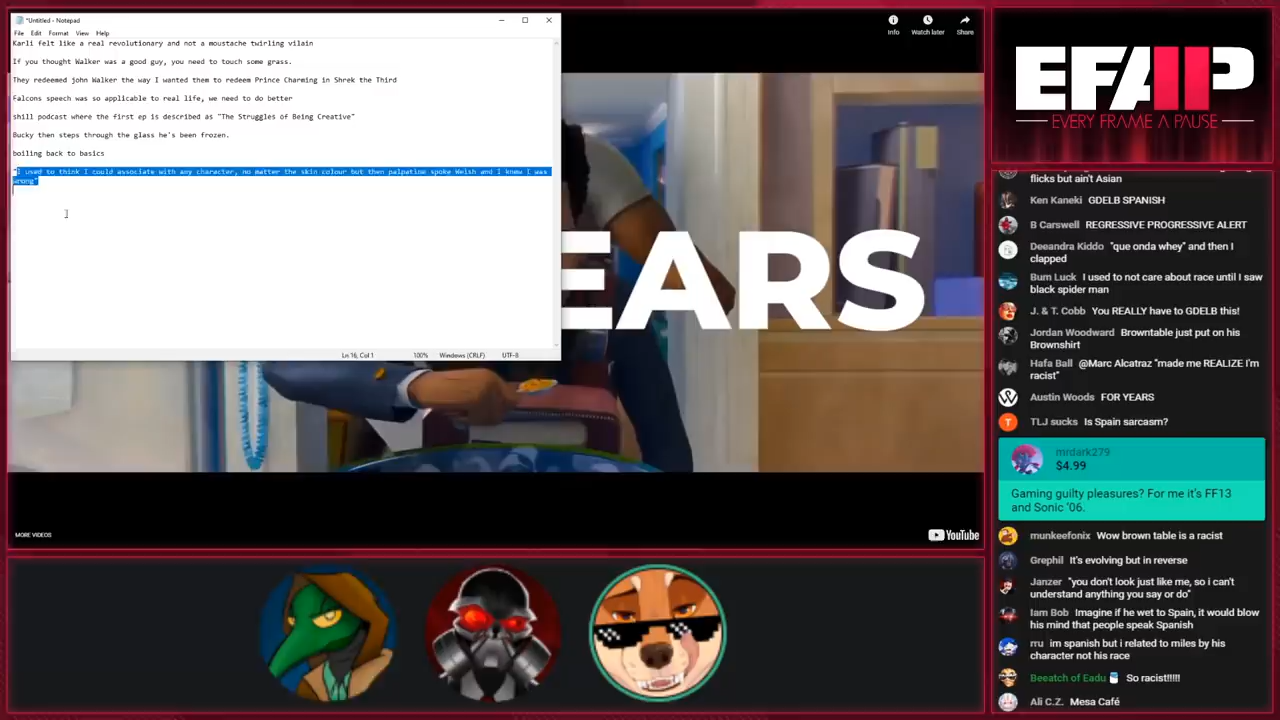 *Untitled - Notepad
File Edit Format View Help
Karli felt like a real revolutionary and not a moustache twirling vilain
If you thought Walker was a good guy, you need to touch some grass.
They redeemed john Walker the way I wanted them to redeem Prince Charming in Shrek the Third
Falcons speech was so applicable to real life, we need to do better
shill podcast where the first ep is described as "The Struggles of Being Creative"
Bucky then steps through the glass he's been frozen.
boiling back to basics
"I used to think I could associate with any character, no matter the skin colour but then palpatine spoke Welsh and I knew I was
wrong"
Ln 16, Col 1 100% Windows (CRLF) UTF-8
Info Watch later Share
EARS
MORE VIDEOS
YouTube
EFAP
EVERY FRAME A PAUSE
flicks but ain't Asian
Ken Kaneki GDELB SPANISH
B Carswell REGRESSIVE PROGRESSIVE ALERT
Deeandra Kiddo "que onda whey" and then I
clapped
Bum Luck I used to not care about race until I saw
black spider man
J. & T. Cobb You REALLY have to GDELB this!
Jordan Woodward Browntable just put on his
Brownshirt
Hafa Ball @Marc Alcatraz "made me REALIZE I'm
racist"
Austin Woods FOR YEARS
TLJ sucks Is Spain sarcasm?
mrdark279
$4.99
Gaming guilty pleasures? For me it's FF13
and Sonic '06.
munkeefonix Wow brown table is a racist
Grephil It's evolving but in reverse
Janzer "you don't look just like me, so i can't
understand anything you say or do"
Iam Bob Imagine if he wet to Spain, it would blow
his mind that people speak Spanish
rru im spanish but i related to miles by his
character not his race
Beeatch of Eadu So racist!!!!!
Ali C.Z. Mesa Café